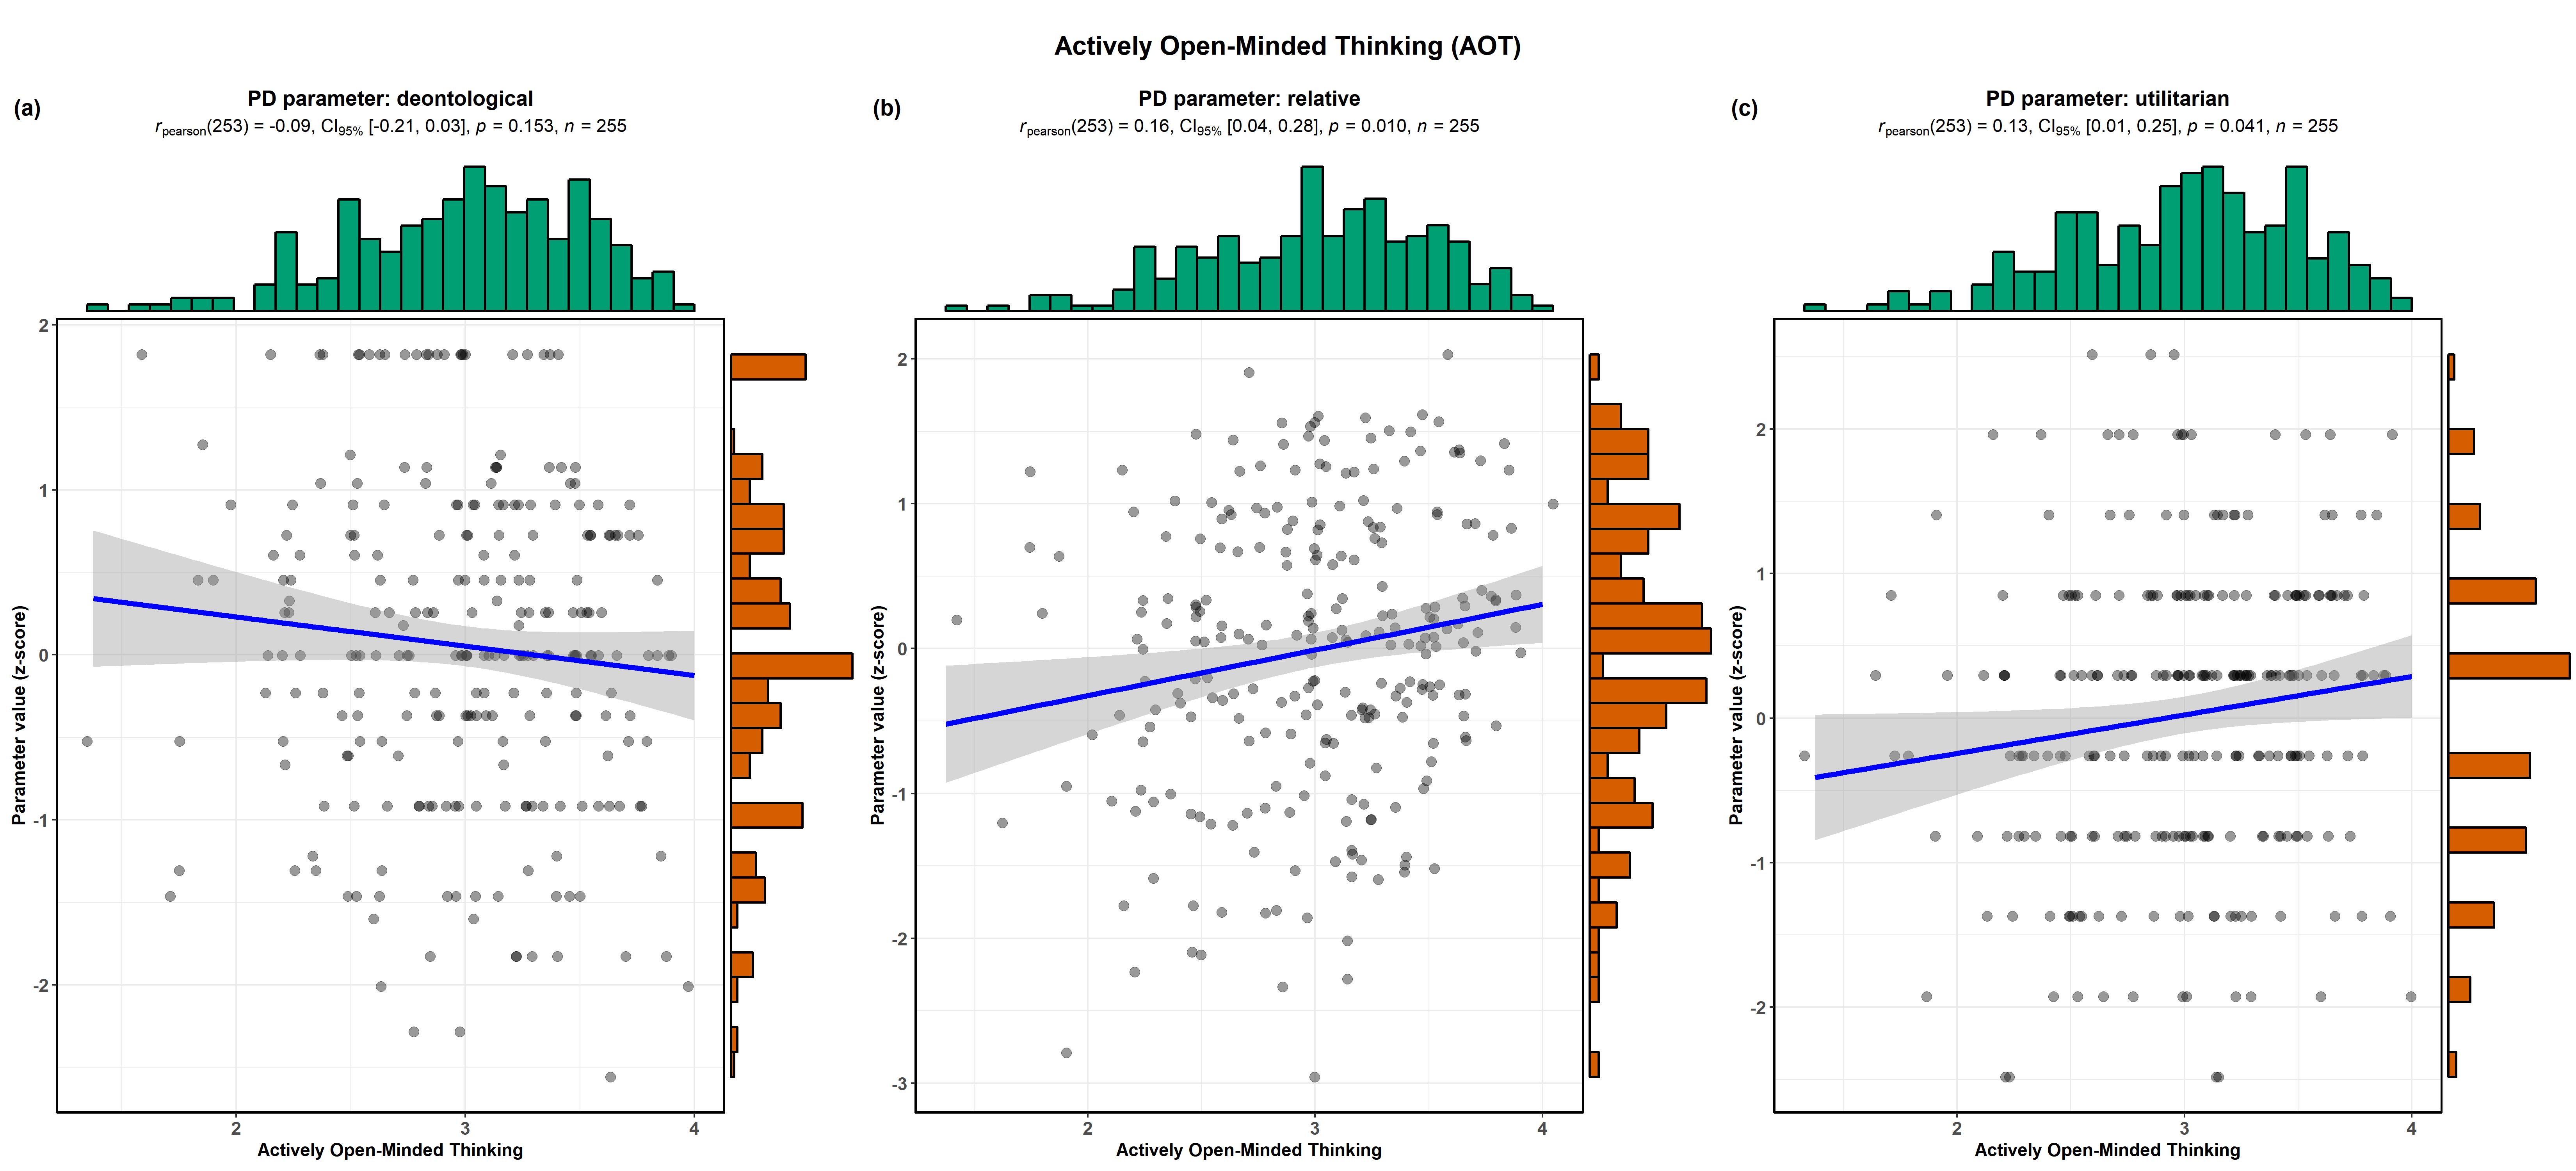 Actively Open-Minded Thinking (AOT)
(a)
PD parameter: deontological
rpearson(253) = -0.09, CI95% [-0.21, 0.03], p = 0.153, n = 255
2
1
0
-1
-2
Parameter value (z-score)
2 3 4
Actively Open-Minded Thinking
(b)
PD parameter: relative
rpearson(253) = 0.16, CI95% [0.04, 0.28], p = 0.010, n = 255
2
1
0
-1
-2
-3
Parameter value (z-score)
2 3 4
Actively Open-Minded Thinking
(c)
PD parameter: utilitarian
rpearson(253) = 0.13, CI95% [0.01, 0.25], p = 0.041, n = 255
2
1
0
-1
-2
Parameter value (z-score)
2 3 4
Actively Open-Minded Thinking